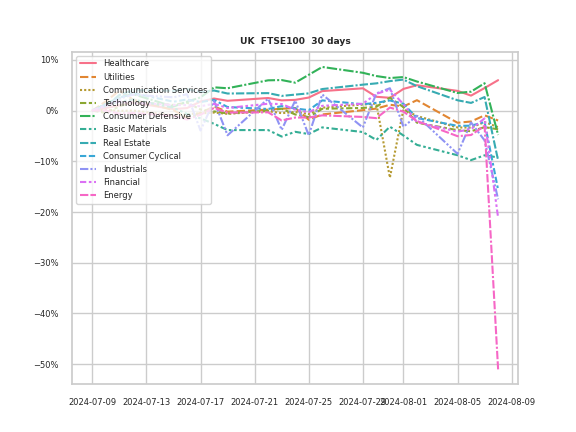 UK  FTSE100  30 days
10%
0%
−10%
−20%
−30%
−40%
−50%
Healthcare
Utilities
Communication Services
Technology
Consumer Defensive
Basic Materials
Real Estate
Consumer Cyclical
Industrials
Financial
Energy
2024-07-09 2024-07-13 2024-07-17 2024-07-21 2024-07-25 2024-07-29 2024-08-01 2024-08-05 2024-08-09